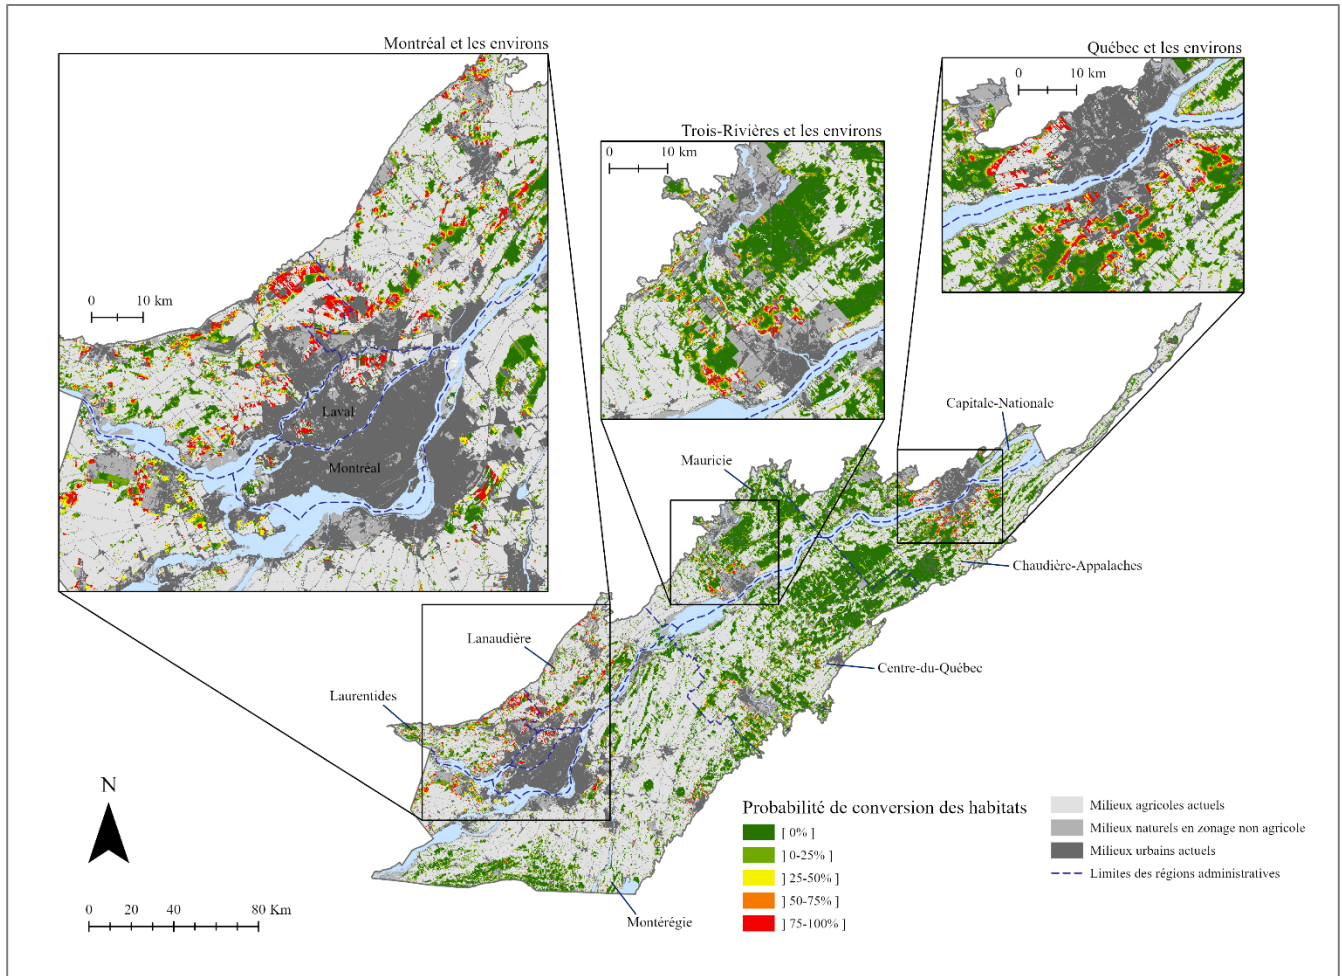 Montréal et les environs
0 10 km
Laval
Montréal
Trois-Rivières et les environs
0 10 km
Québec et les environs
0 10 km
Capitale-Nationale
Mauricie
Chaudière-Appalaches
Lanaudière
Centre-du-Québec
Laurentides
Montérégie
N
0 20 40 80 Km
Probabilité de conversion des habitats
[ 0% ]
] 0-25% ]
] 25-50% ]
] 50-75% ]
] 75-100% ]
Milieux agricoles actuels
Milieux naturels en zonage non agricole
Milieux urbains actuels
Limites des régions administratives